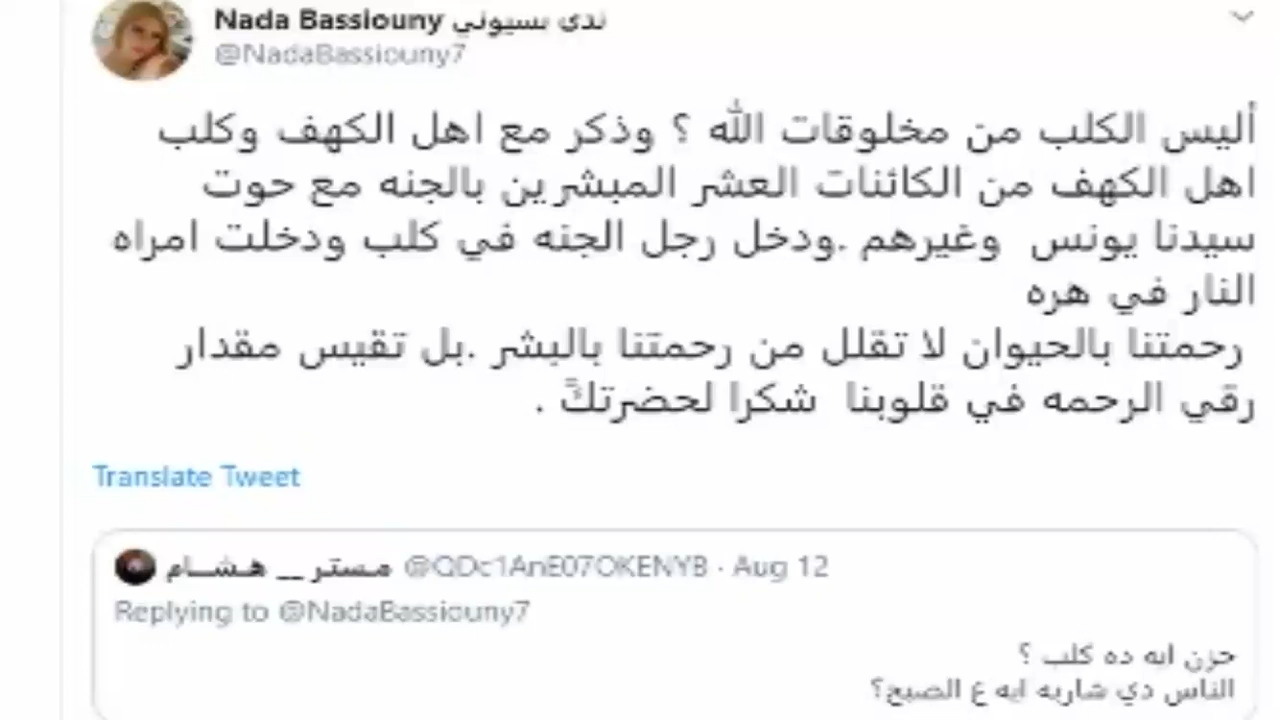 Nada Bassiouny ندى بسيوني
@NadaBassiouny7
أليس الكلب من مخلوقات الله ؟ وذكر مع اهل الكهف وكلب
اهل الكهف من الكائنات العشر المبشرين بالجنه مع حوت
سيدنا يونس وغيرهم .ودخل رجل الجنه في كلب ودخلت امراه
النار في هره
رحمتنا بالحيوان لا تقلل من رحمتنا بالبشر .بل تقيس مقدار
رقي الرحمه في قلوبنا شكرا لحضرتكَّ .
Translate Tweet
مستر __ هشـام @QDc1AnE07OKENYB · Aug 12
Replying to @NadaBassiouny7
حزن ايه ده كلب ؟
الناس دي شاربه ايه ع الصبح؟